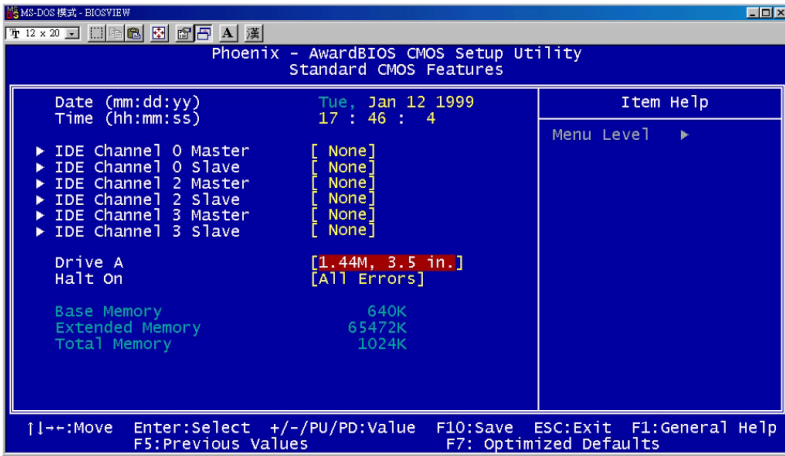 MS-DOS 模式 - BIOSVIEW
12 x 20 A 漢
Phoenix - AwardBIOS CMOS Setup Utility
Standard CMOS Features
Date (mm:dd:yy) Tue, Jan 12 1999
Time (hh:mm:ss) 17 : 46 : 4
Item Help
Menu Level ▶
▶ IDE Channel 0 Master [ None]
▶ IDE Channel 0 Slave [ None]
▶ IDE Channel 2 Master [ None]
▶ IDE Channel 2 Slave [ None]
▶ IDE Channel 3 Master [ None]
▶ IDE Channel 3 Slave [ None]
Drive A [1.44M, 3.5 in.]
Halt On [All Errors]
Base Memory 640K
Extended Memory 65472K
Total Memory 1024K
↑↓→←:Move Enter:Select +/-/PU/PD:Value F10:Save ESC:Exit F1:General Help
F5:Previous Values F7: Optimized Defaults